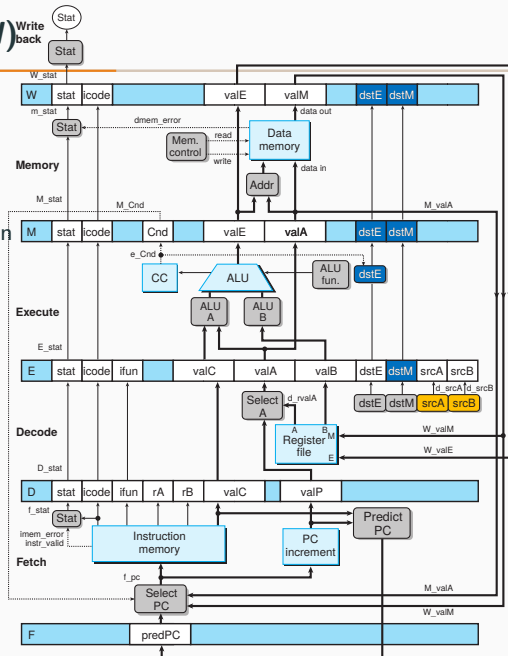 )
Write
back
Stat
Stat
W_stat
W stat icode valE valM dstE dstM
m_stat
data out
Stat
dmem_error
read
Mem.
control
write
Data
memory
data in
Memory
Addr
M_stat
M_Cnd
M_valA
n
M stat icode Cnd valE valA dstE dstM
e_Cnd
CC
ALU
ALU
fun.
dstE
Execute
ALU
A
ALU
B
E_stat
E stat icode ifun valC valA valB dstE dstM srcA srcB
d_srcA d_srcB
Select
A
d_rvalA
dstE dstM srcA srcB
A B
M
Register
file
E
W_valM
W_valE
Decode
D_stat
D stat icode ifun rA rB valC valP
f_stat
Stat
imem_error
instr_valid
Instruction
memory
PC
increment
Predict
PC
Fetch
f_pc
Select
PC
M_valA
W_valM
F predPC